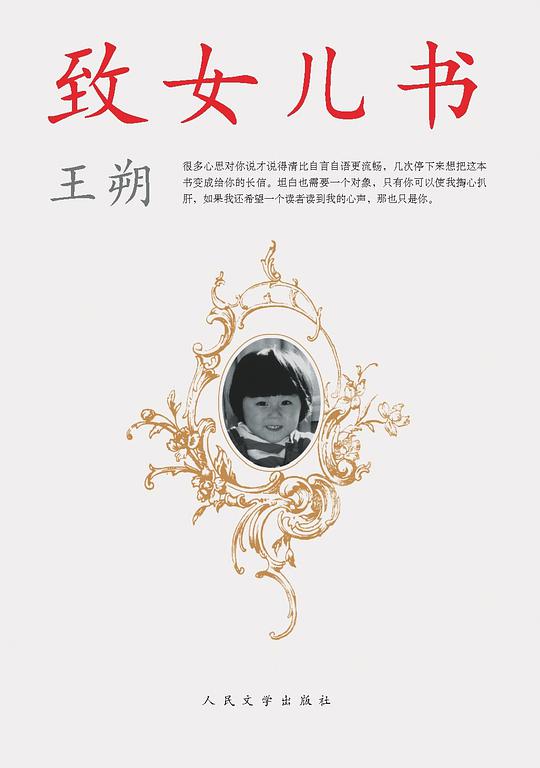 致女儿书
王朔
很多心思对你说才说得清比自言自语更流畅，几次停下来想把这本
书变成给你的长信。坦白也需要一个对象，只有你可以使我掏心扒
肝，如果我还希望一个读者读到我的心声，那也只是你。
人民文学出版社